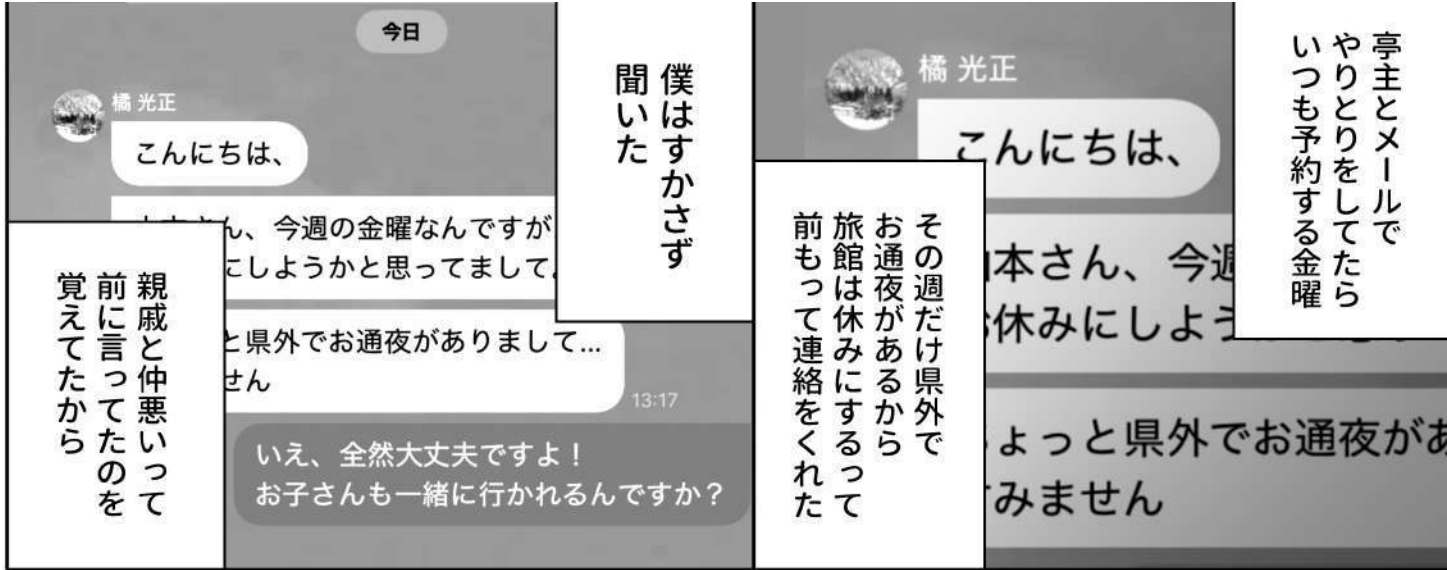 亭主とメールで
やりとりをしてたら
いつも予約する金曜
橘 光正
こんにちは、
本さん、今週
休みにしよう
ょっと県外でお通夜があ
すみません
その週だけ県外で
お通夜があるから
旅館は休みにするって
前もって連絡をくれた
僕はすかさず
聞いた
今日
橘 光正
こんにちは、
ん、今週の金曜なんですが
にしようかと思ってまして
と県外でお通夜がありまして...
せん
13:17
いえ、全然大丈夫ですよ！
お子さんも一緒に行かれるんですか？
親戚と仲悪いって
前に言ってたのを
覚えてたから